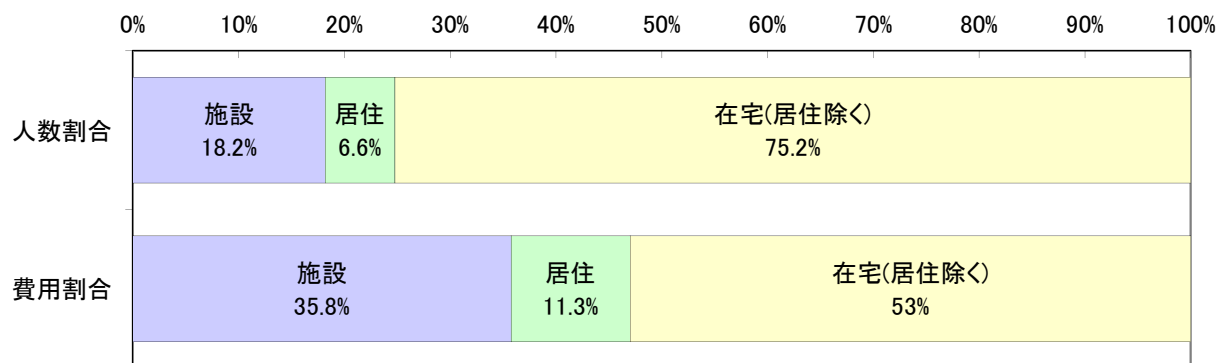 0% 10% 20% 30% 40% 50% 60% 70% 80% 90% 100%
人数割合
施設 居住 在宅(居住除く)
18.2% 6.6% 75.2%
費用割合
施設 居住 在宅(居住除く)
35.8% 11.3% 53%